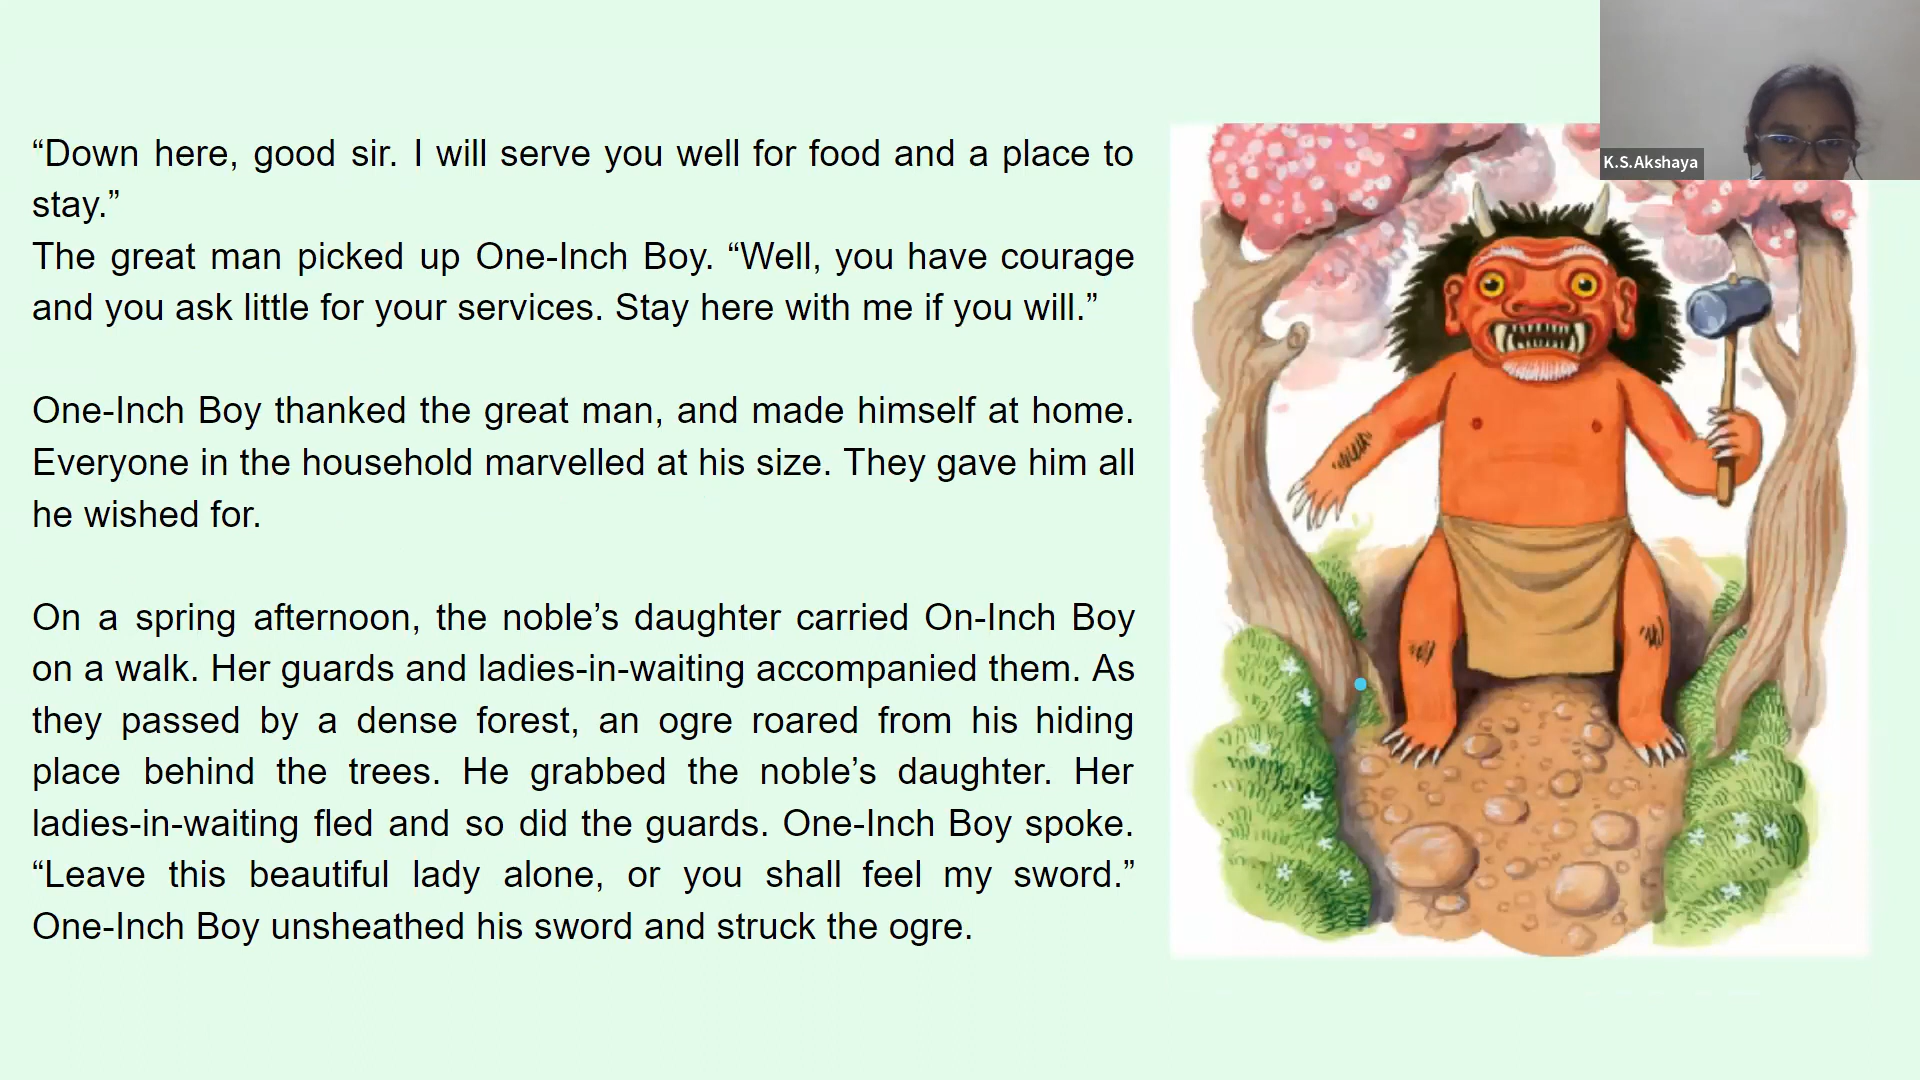 “Down here, good sir. I will serve you well for food and a place to
stay.”
The great man picked up One-Inch Boy. “Well, you have courage
and you ask little for your services. Stay here with me if you will.”
One-Inch Boy thanked the great man, and made himself at home.
Everyone in the household marvelled at his size. They gave him all
he wished for.
On a spring afternoon, the noble’s daughter carried On-Inch Boy
on a walk. Her guards and ladies-in-waiting accompanied them. As
they passed by a dense forest, an ogre roared from his hiding
place behind the trees. He grabbed the noble’s daughter. Her
ladies-in-waiting fled and so did the guards. One-Inch Boy spoke.
“Leave this beautiful lady alone, or you shall feel my sword.”
One-Inch Boy unsheathed his sword and struck the ogre.
K.S.Akshaya